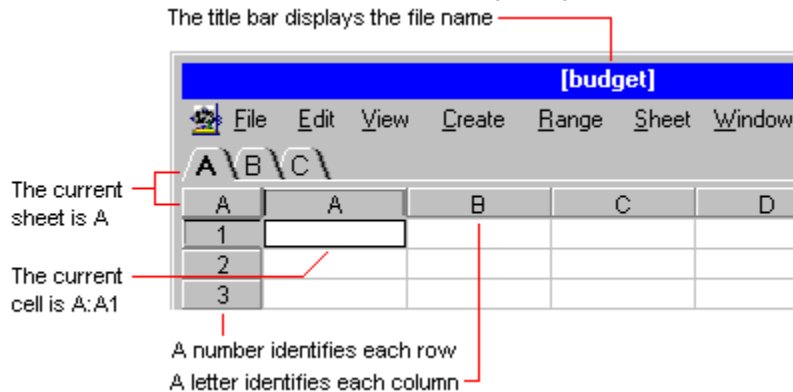 The title bar displays the file name
[budget]
File Edit View Create Range Sheet Window
A B C
The current
sheet is A
A A B C D
1
2
3
The current
cell is A:A1
A number identifies each row
A letter identifies each column